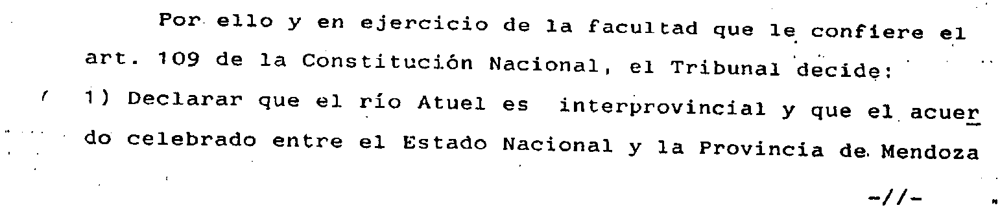 Por ello y en ejercicio de la facultad que le confiere el
art. 109 de la Constitución Nacional, el Tribunal decide:
1) Declarar que el río Atuel es interprovincial y que el acuer
do celebrado entre el Estado Nacional y la Provincia de Mendoza
-//-